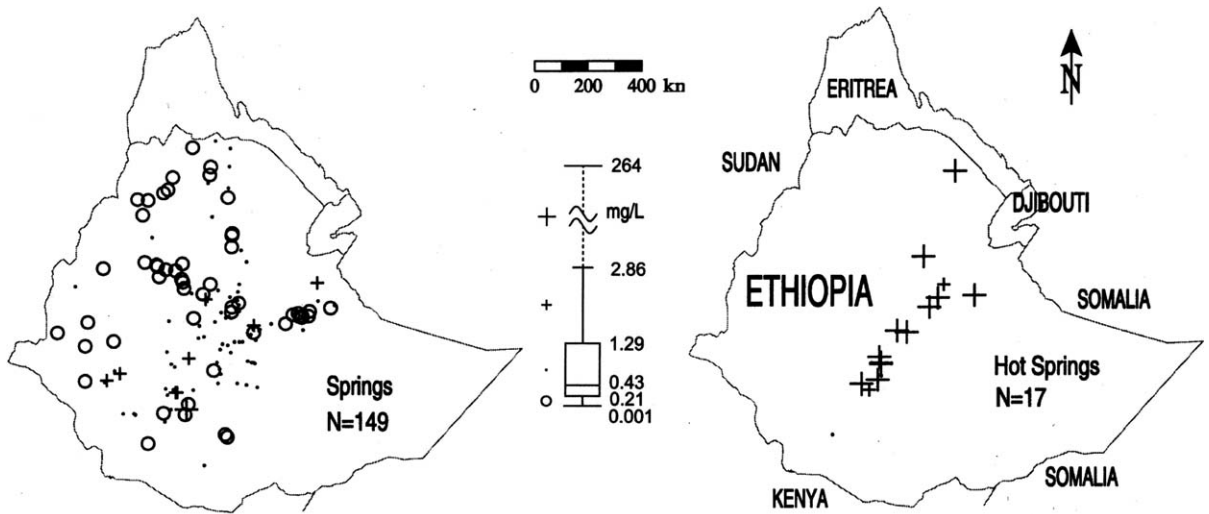 0 200 400 kn
N
ERITREA
SUDAN
DJIBOUTI
264
mg/L
2.86
ETHIOPIA
SOMALIA
1.29
0.43
0.21
0.001
Springs
N=149
Hot Springs
N=17
KENYA
SOMALIA